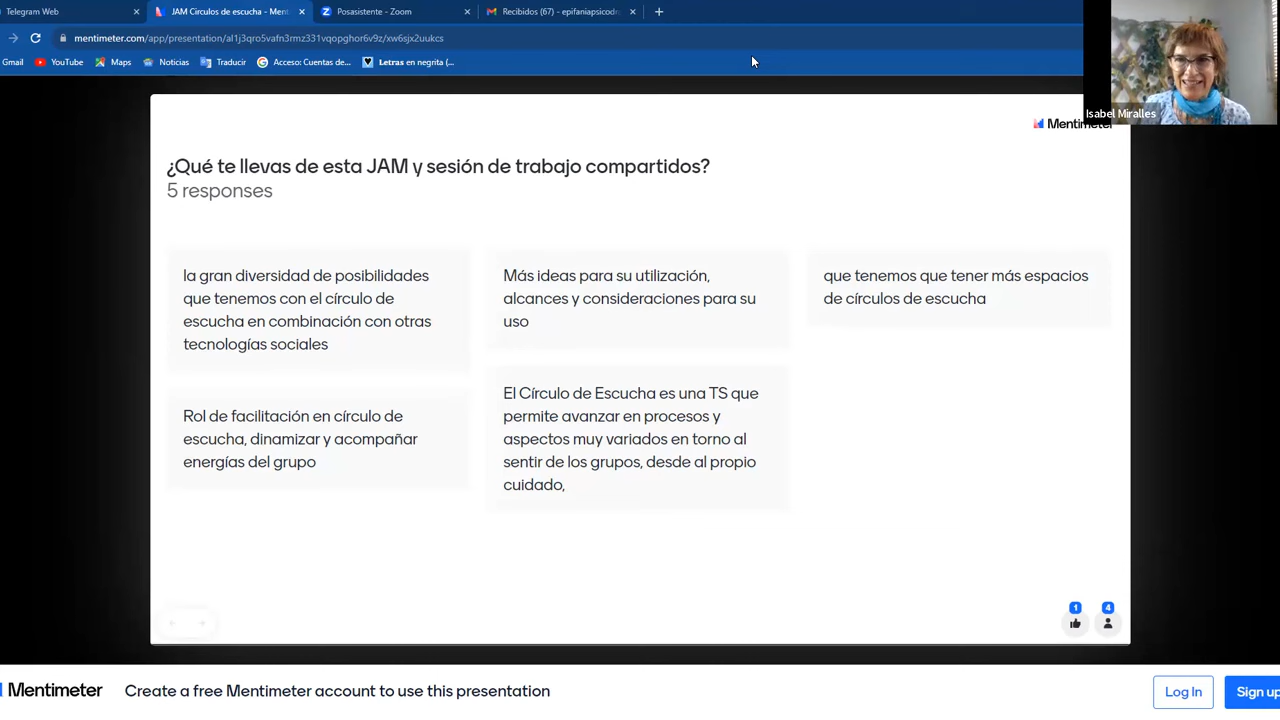 Telegram Web
JAM Circulos de escucha - Ment
Posasistente - Zoom
Recibidos (67) - epifaniapsicodr
mentimeter.com/app/presentation/al1j3qro5vafn3rmz331vqopghor6v9z/xw6sjx2uukcs
Gmail
YouTube
Maps
Noticias
Traducir
Acceso: Cuentas de...
Letras en negrita (...
Isabel Miralles
Mentimeter
¿Qué te llevas de esta JAM y sesión de trabajo compartidos?
5 responses
la gran diversidad de posibilidades
que tenemos con el círculo de
escucha en combinación con otras
tecnologías sociales
Rol de facilitación en círculo de
escucha, dinamizar y acompañar
energías del grupo
Más ideas para su utilización,
alcances y consideraciones para su
uso
El Círculo de Escucha es una TS que
permite avanzar en procesos y
aspectos muy variados en torno al
sentir de los grupos, desde al propio
cuidado,
que tenemos que tener más espacios
de círculos de escucha
1
4
Mentimeter
Create a free Mentimeter account to use this presentation
Log In
Sign up